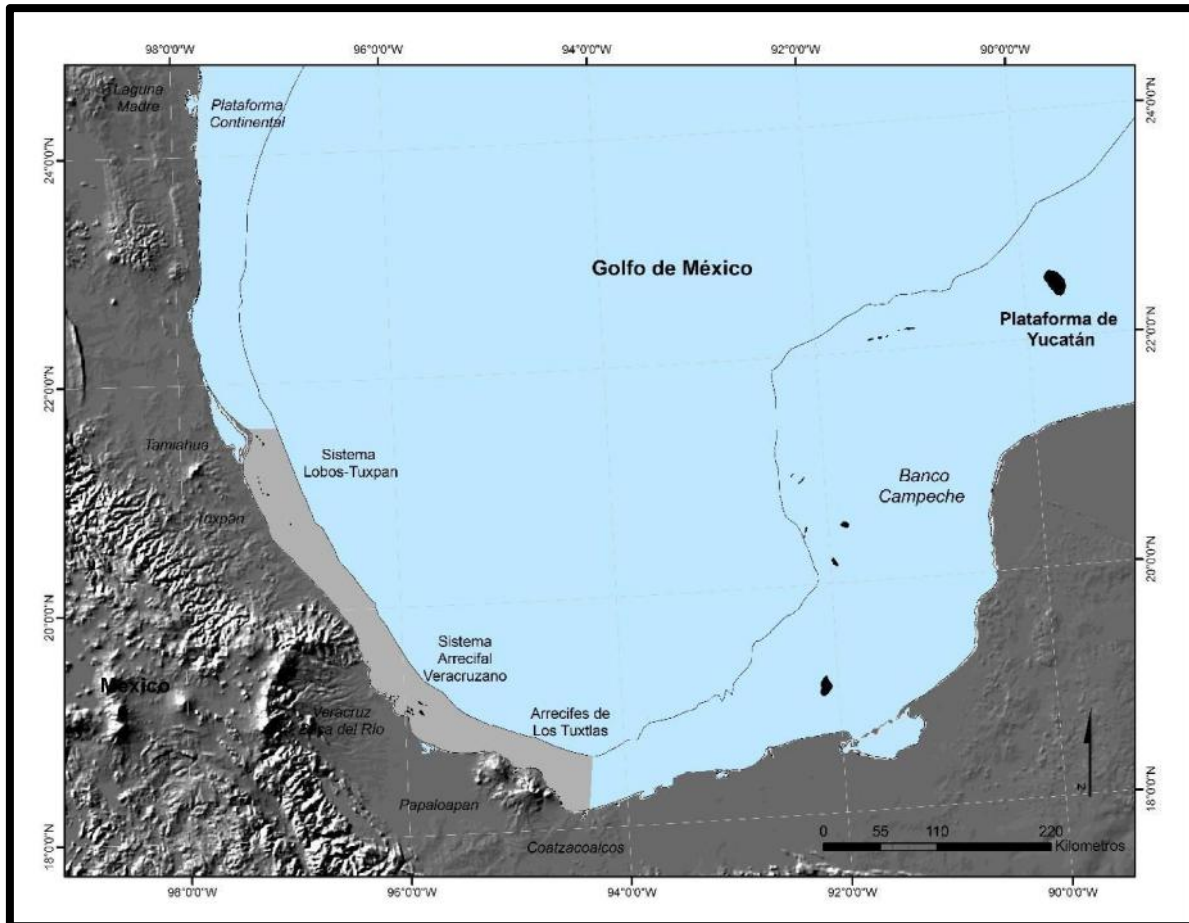 98°0'0"W
96°0'0"W
94°0'0"W
92°0'0"W
90°0'0"W
Laguna
Madre
Plataforma
Continental
24°0'0"N
24°0'0"N
Golfo de México
Plataforma de
Yucatán
22°0'0"N
22°0'0"N
Tamiahua
Sistema
Lobos-Tuxpan
Banco
Campeche
Tuxpan
20°0'0"N
20°0'0"N
Sistema
Arrecifal
Veracruzano
México
Veracruz
Boca del Río
Arrecifes de
Los Tuxtlas
N
Papaloapan
18°0'0"N
18°0'0"N
Coatzacoalcos
0 55 110 220
Kilometros
98°0'0"W
96°0'0"W
94°0'0"W
92°0'0"W
90°0'0"W